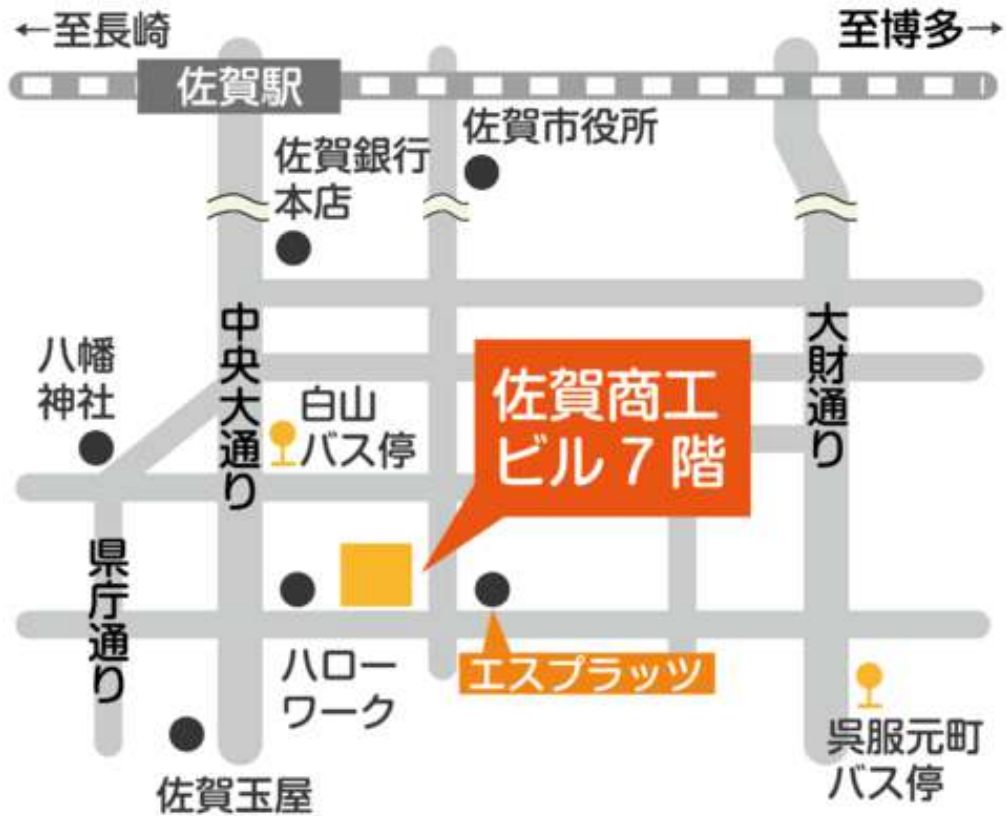 ←至長崎
至博多→
佐賀駅
佐賀市役所
佐賀銀行
本店
中央大通り
大財通り
八幡
神社
白山
バス停
佐賀商工
ビル7階
県庁通り
ハロー
ワーク
エスプラッツ
呉服元町
バス停
佐賀玉屋